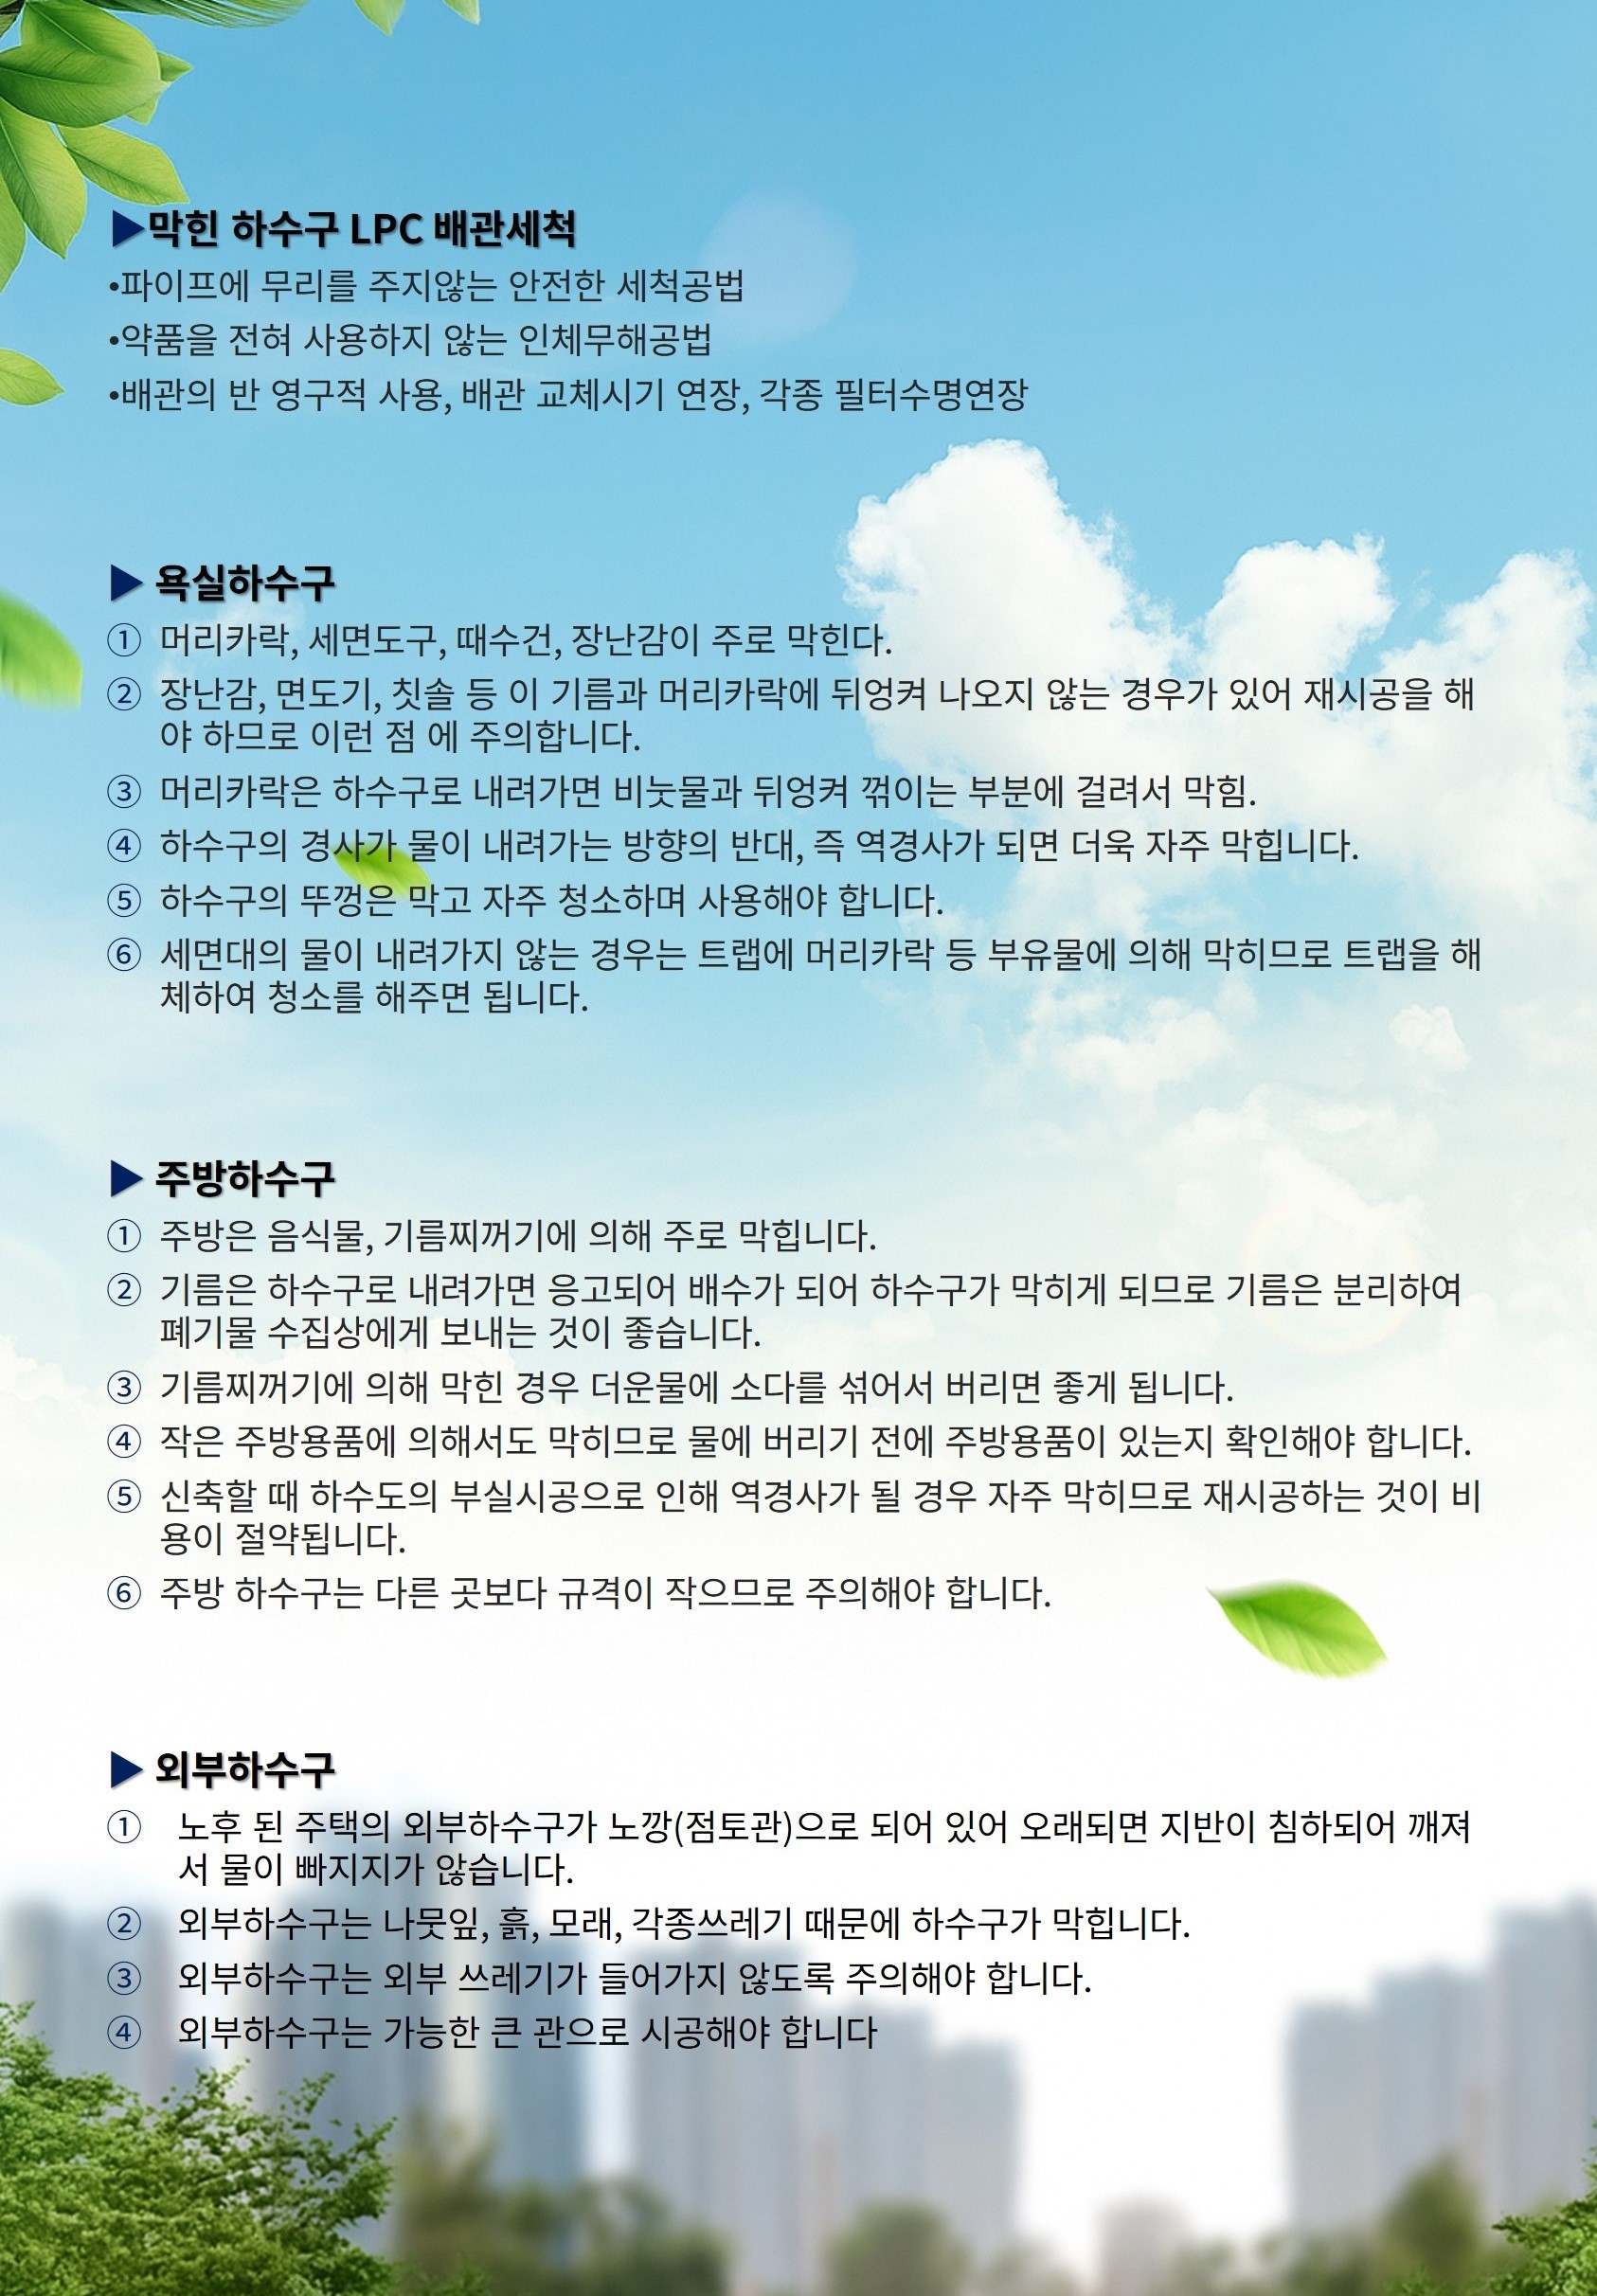 ▶막힌 하수구 LPC 배관세척
•파이프에 무리를 주지않는 안전한 세척공법
•약품을 전혀 사용하지 않는 인체무해공법
•배관의 반 영구적 사용, 배관 교체시기 연장, 각종 필터수명연장
▶ 욕실하수구
① 머리카락, 세면도구, 때수건, 장난감이 주로 막힌다.
② 장난감, 면도기, 칫솔 등 이 기름과 머리카락에 뒤엉켜 나오지 않는 경우가 있어 재시공을 해
야 하므로 이런 점 에 주의합니다.
③ 머리카락은 하수구로 내려가면 비눗물과 뒤엉켜 꺾이는 부분에 걸려서 막힘.
④ 하수구의 경사가 물이 내려가는 방향의 반대, 즉 역경사가 되면 더욱 자주 막힙니다.
⑤ 하수구의 뚜껑은 막고 자주 청소하며 사용해야 합니다.
⑥ 세면대의 물이 내려가지 않는 경우는 트랩에 머리카락 등 부유물에 의해 막히므로 트랩을 해
체하여 청소를 해주면 됩니다.
▶ 주방하수구
① 주방은 음식물, 기름찌꺼기에 의해 주로 막힙니다.
② 기름은 하수구로 내려가면 응고되어 배수가 되어 하수구가 막히게 되므로 기름은 분리하여
폐기물 수집상에게 보내는 것이 좋습니다.
③ 기름찌꺼기에 의해 막힌 경우 더운물에 소다를 섞어서 버리면 좋게 됩니다.
④ 작은 주방용품에 의해서도 막히므로 물에 버리기 전에 주방용품이 있는지 확인해야 합니다.
⑤ 신축할 때 하수도의 부실시공으로 인해 역경사가 될 경우 자주 막히므로 재시공하는 것이 비
용이 절약됩니다.
⑥ 주방 하수구는 다른 곳보다 규격이 작으므로 주의해야 합니다.
▶ 외부하수구
① 노후 된 주택의 외부하수구가 노깡(점토관)으로 되어 있어 오래되면 지반이 침하되어 깨져
서 물이 빠지지가 않습니다.
② 외부하수구는 나뭇잎, 흙, 모래, 각종쓰레기 때문에 하수구가 막힙니다.
③ 외부하수구는 외부 쓰레기가 들어가지 않도록 주의해야 합니다.
④ 외부하수구는 가능한 큰 관으로 시공해야 합니다